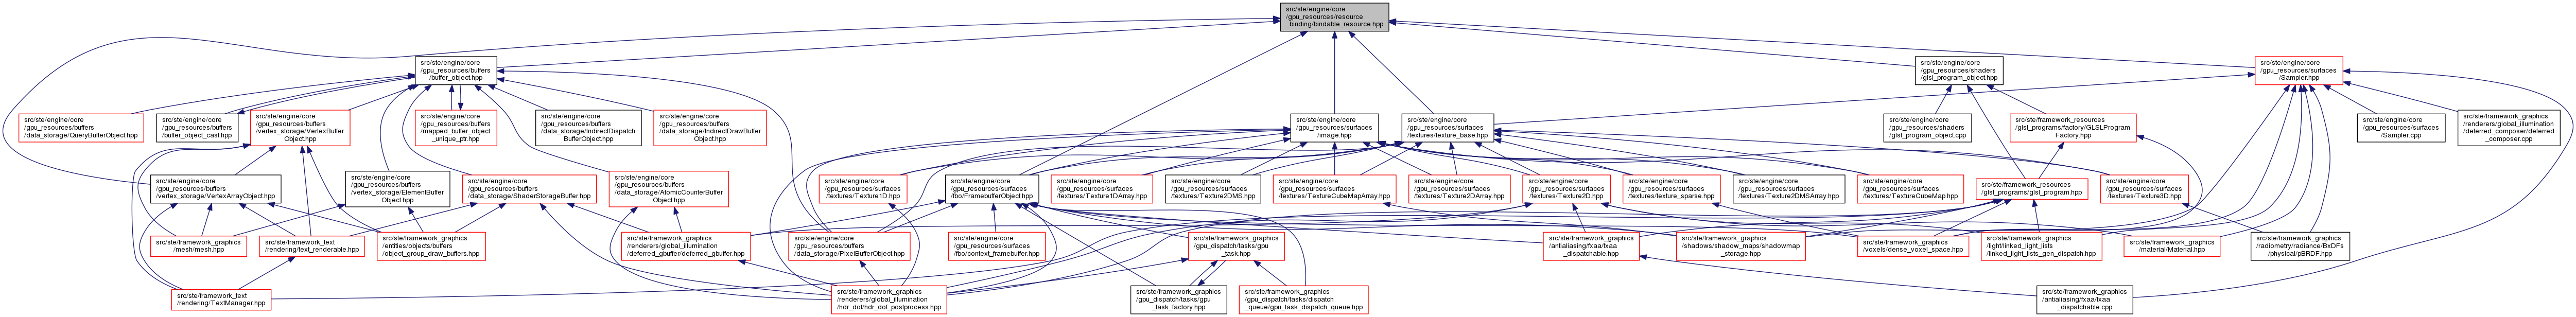 src/ste/engine/core
/gpu_resources/resource
_binding/bindable_resource.hpp
src/ste/engine/core
/gpu_resources/buffers
/buffer_object.hpp
src/ste/engine/core
/gpu_resources/shaders
/glsl_program_object.hpp
src/ste/engine/core
/gpu_resources/surfaces
/Sampler.hpp
src/ste/engine/core
/gpu_resources/buffers
/data_storage/QueryBufferObject.hpp
src/ste/engine/core
/gpu_resources/buffers
/buffer_object_cast.hpp
src/ste/engine/core
/gpu_resources/buffers
/vertex_storage/VertexBuffer
Object.hpp
src/ste/engine/core
/gpu_resources/buffers
/mapped_buffer_object
_unique_ptr.hpp
src/ste/engine/core
/gpu_resources/buffers
/data_storage/IndirectDispatch
BufferObject.hpp
src/ste/engine/core
/gpu_resources/buffers
/data_storage/IndirectDrawBuffer
Object.hpp
src/ste/engine/core
/gpu_resources/surfaces
/image.hpp
src/ste/engine/core
/gpu_resources/surfaces
/textures/texture_base.hpp
src/ste/engine/core
/gpu_resources/shaders
/glsl_program_object.cpp
src/ste/framework_resources
/glsl_programs/factory/GLSLProgram
Factory.hpp
src/ste/engine/core
/gpu_resources/surfaces
/Sampler.cpp
src/ste/framework_graphics
/renderers/global_illumination
/deferred_composer/deferred
_composer.cpp
src/ste/engine/core
/gpu_resources/buffers
/vertex_storage/VertexArrayObject.hpp
src/ste/engine/core
/gpu_resources/buffers
/vertex_storage/ElementBuffer
Object.hpp
src/ste/engine/core
/gpu_resources/buffers
/data_storage/ShaderStorageBuffer.hpp
src/ste/engine/core
/gpu_resources/buffers
/data_storage/AtomicCounterBuffer
Object.hpp
src/ste/engine/core
/gpu_resources/surfaces
/textures/Texture1D.hpp
src/ste/engine/core
/gpu_resources/surfaces
/fbo/FramebufferObject.hpp
src/ste/engine/core
/gpu_resources/surfaces
/textures/Texture1DArray.hpp
src/ste/engine/core
/gpu_resources/surfaces
/textures/Texture2DMS.hpp
src/ste/engine/core
/gpu_resources/surfaces
/textures/TextureCubeMapArray.hpp
src/ste/engine/core
/gpu_resources/surfaces
/textures/Texture2DArray.hpp
src/ste/engine/core
/gpu_resources/surfaces
/textures/Texture2D.hpp
src/ste/engine/core
/gpu_resources/surfaces
/textures/texture_sparse.hpp
src/ste/engine/core
/gpu_resources/surfaces
/textures/Texture2DMSArray.hpp
src/ste/engine/core
/gpu_resources/surfaces
/textures/TextureCubeMap.hpp
src/ste/framework_resources
/glsl_programs/glsl_program.hpp
src/ste/engine/core
/gpu_resources/surfaces
/textures/Texture3D.hpp
src/ste/framework_graphics
/mesh/mesh.hpp
src/ste/framework_text
/rendering/text_renderable.hpp
src/ste/framework_graphics
/entities/objects/buffers
/object_group_draw_buffers.hpp
src/ste/framework_graphics
/renderers/global_illumination
/deferred_gbuffer/deferred_gbuffer.hpp
src/ste/engine/core
/gpu_resources/buffers
/data_storage/PixelBufferObject.hpp
src/ste/engine/core
/gpu_resources/surfaces
/fbo/context_framebuffer.hpp
src/ste/framework_graphics
/gpu_dispatch/tasks/gpu
_task.hpp
src/ste/framework_graphics
/antialiasing/fxaa/fxaa
_dispatchable.hpp
src/ste/framework_graphics
/shadows/shadow_maps/shadowmap
_storage.hpp
src/ste/framework_graphics
/voxels/dense_voxel_space.hpp
src/ste/framework_graphics
/light/linked_light_lists
/linked_light_lists_gen_dispatch.hpp
src/ste/framework_graphics
/material/Material.hpp
src/ste/framework_graphics
/radiometry/radiance/BxDFs
/physical/pBRDF.hpp
src/ste/framework_text
/rendering/TextManager.hpp
src/ste/framework_graphics
/renderers/global_illumination
/hdr_dof/hdr_dof_postprocess.hpp
src/ste/framework_graphics
/gpu_dispatch/tasks/gpu
_task_factory.hpp
src/ste/framework_graphics
/gpu_dispatch/tasks/dispatch
_queue/gpu_task_dispatch_queue.hpp
src/ste/framework_graphics
/antialiasing/fxaa/fxaa
_dispatchable.cpp